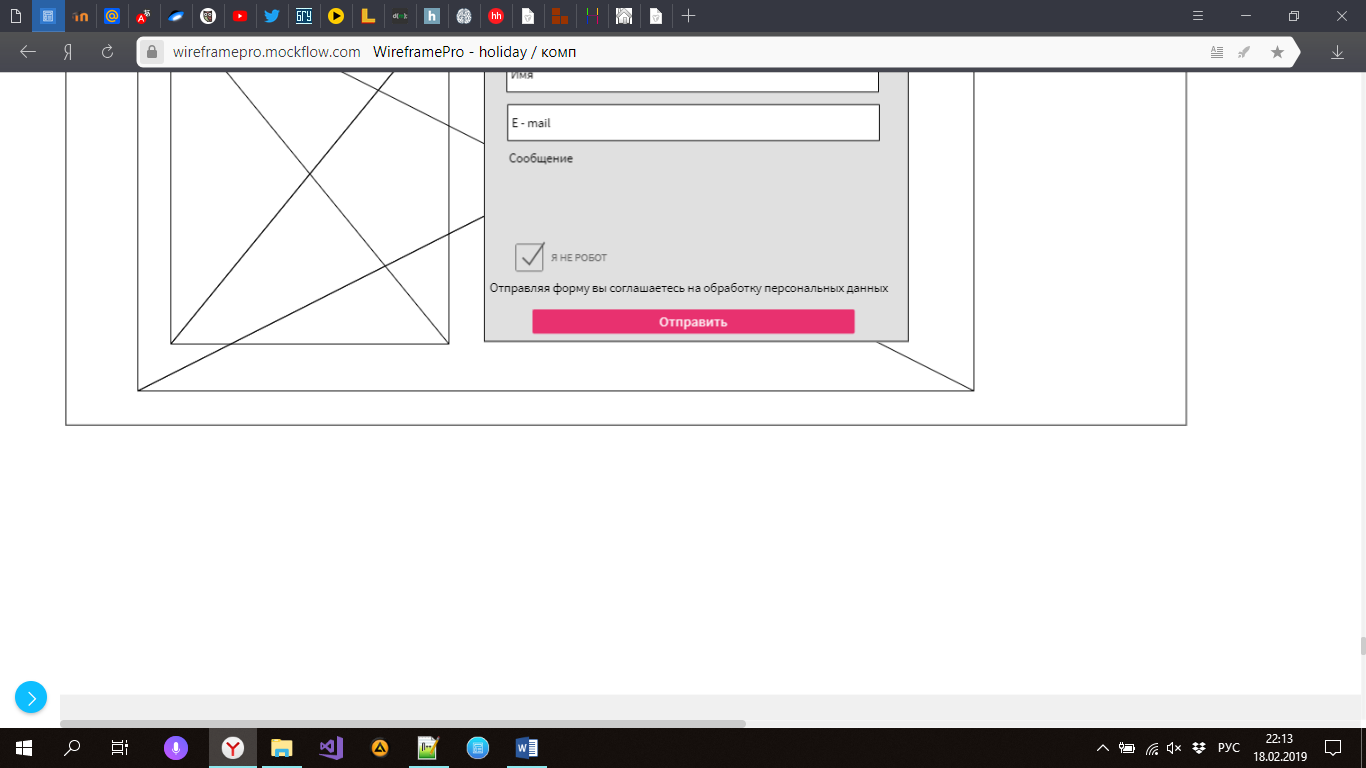 wireframepro.mockflow.com WireframePro - holiday / комп
Имя
E - mail
Сообщение
Я НЕ РОБОТ
Отправляя форму вы соглашаетесь на обработку персональных данных
Отправить
РУС
22:13
18.02.2019